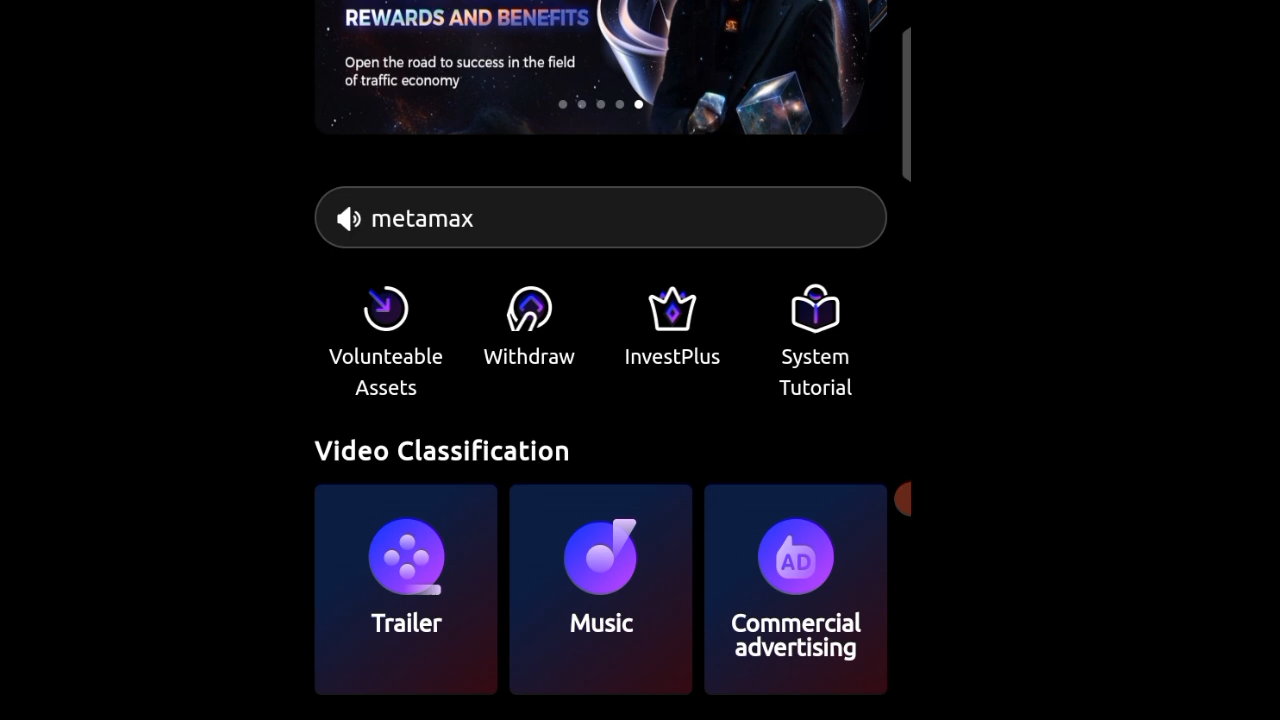 REWARDS AND BENEFITS
Open the road to success in the field
of traffic economy
metamax
Volunteable
Assets
Withdraw
InvestPlus
System
Tutorial
Video Classification
Trailer
Music
AD
Commercial
advertising